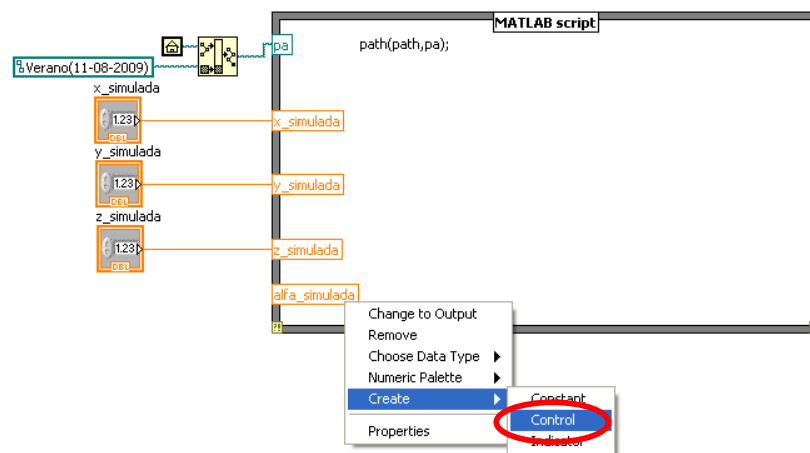 MATLAB script
pa
path(path,pa);
Verano(11-08-2009)
x_simulada
1.23
DBL
x_simulada
y_simulada
1.23
DBL
y_simulada
z_simulada
1.23
DBL
z_simulada
alfa_simulada
Change to Output
Remove
Choose Data Type
Numeric Palette
Create
Properties
Constant
Control
Indicator